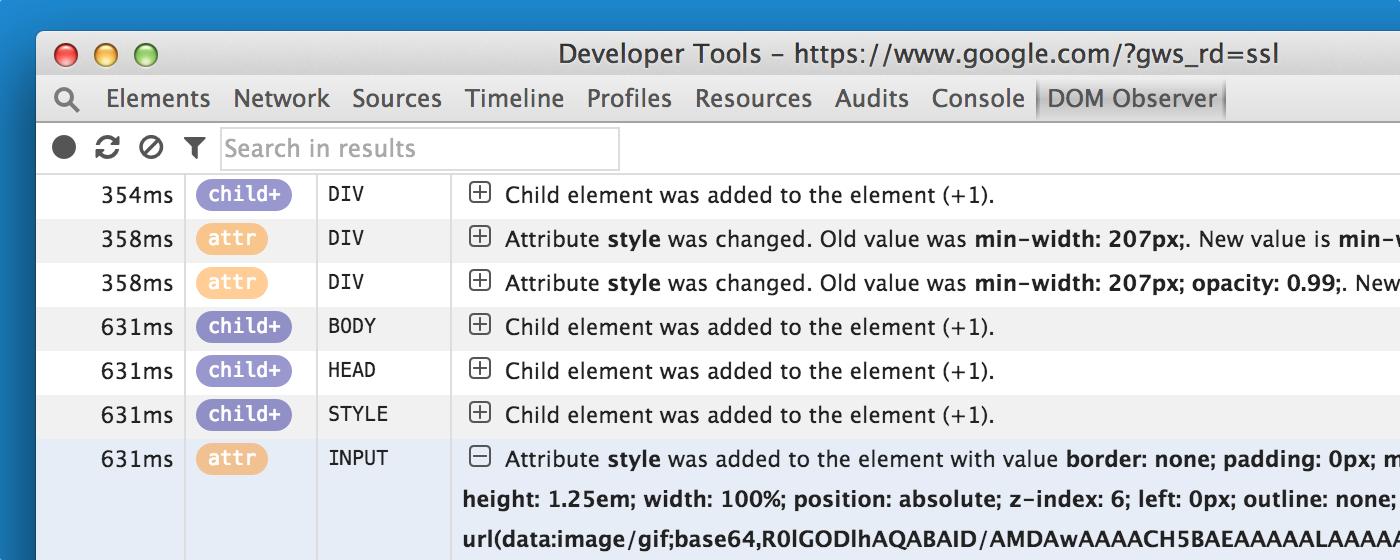 Developer Tools – https://www.google.com/?gws_rd=ssl
Elements Network Sources Timeline Profiles Resources Audits Console DOM Observer
Search in results
354ms child+ DIV Child element was added to the element (+1).
358ms attr DIV Attribute style was changed. Old value was min-width: 207px;. New value is min-w
358ms attr DIV Attribute style was changed. Old value was min-width: 207px; opacity: 0.99;. New
631ms child+ BODY Child element was added to the element (+1).
631ms child+ HEAD Child element was added to the element (+1).
631ms child+ STYLE Child element was added to the element (+1).
631ms attr INPUT Attribute style was added to the element with value border: none; padding: 0px; m
height: 1.25em; width: 100%; position: absolute; z-index: 6; left: 0px; outline: none;
url(data:image/gif;base64,R0lGODlhAQABAID/AMDAwAAAACH5BAEAAAAALAAAA